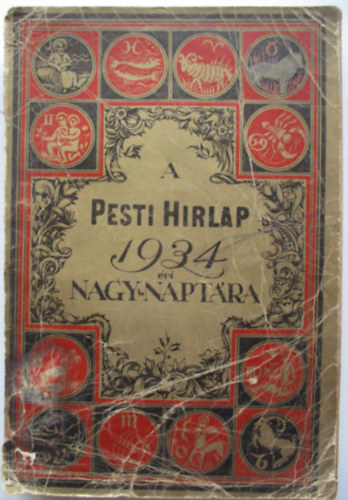 A
PESTI HIRLAP
1934
évi
NAGY-NAPTÁRA